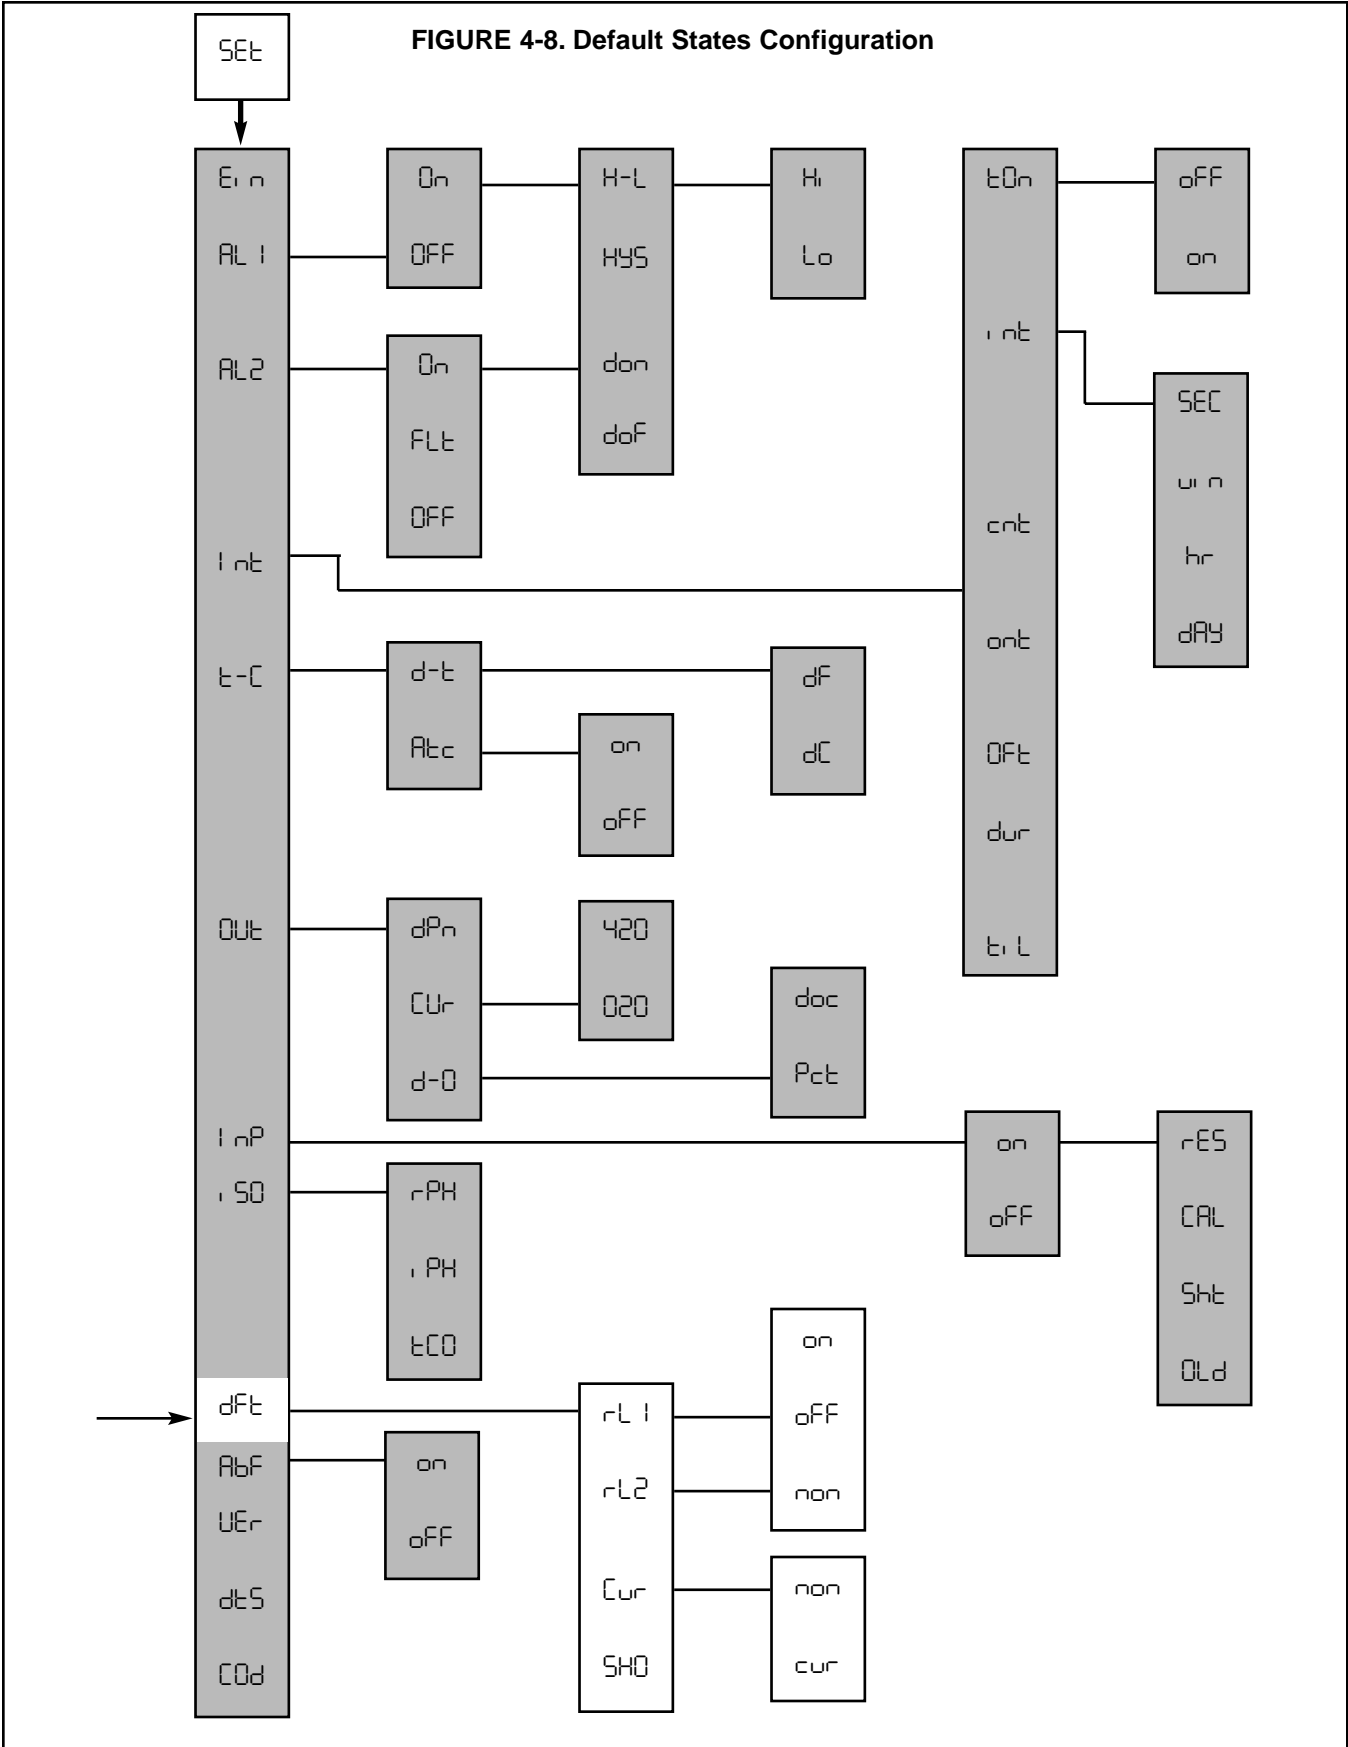 FIGURE 4-8. Default States Configuration
SEt
Ein
AL1
AL2
Int
t-C
OUt
InP
iSO
dFt
AbF
UEr
dtS
COd
On
OFF
On
FLt
OFF
H-L
HYS
don
doF
Hi
Lo
tOn
int
cnt
ont
OFt
dur
tiL
oFF
on
SEC
min
hr
dAY
d-t
Atc
dF
dC
on
oFF
dPn
CUr
d-O
420
020
doc
Pct
on
oFF
rES
CAL
Sht
OLd
rPH
iPH
tCO
rL1
rL2
Cur
SHO
on
oFF
non
non
cur
on
oFF